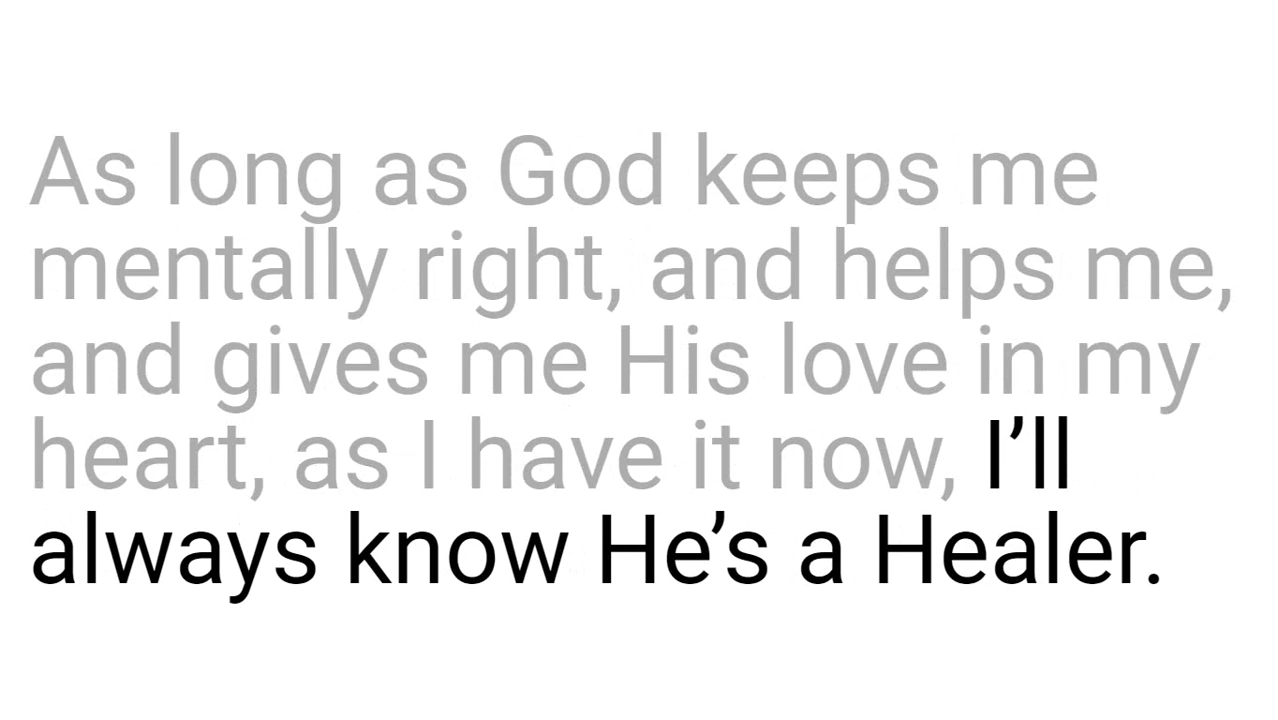 As long as God keeps me
mentally right, and helps me,
and gives me His love in my
heart, as I have it now, I’ll
always know He’s a Healer.